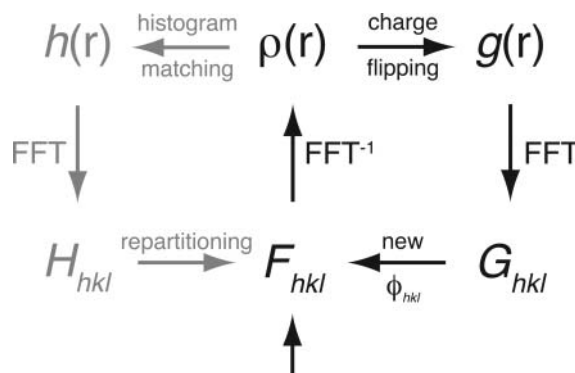 h(r) histogram matching ρ(r) charge flipping g(r)
FFT FFT⁻¹ FFT
H_hkl repartitioning F_hkl new ϕ_hkl G_hkl